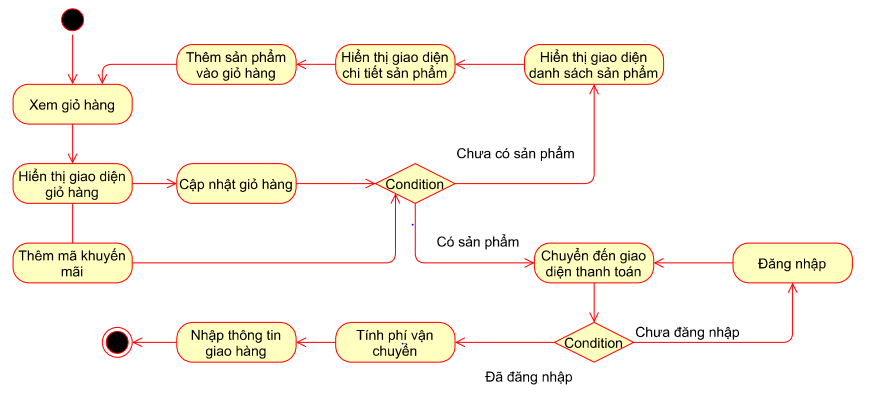 Thêm sản phẩm
vào giỏ hàng
Hiển thị giao diện
chi tiết sản phẩm
Hiển thị giao diện
danh sách sản phẩm
Xem giỏ hàng
Chưa có sản phẩm
Hiển thị giao diện
giỏ hàng
Cập nhật giỏ hàng
Condition
Có sản phẩm
Thêm mã khuyến
mãi
Chuyển đến giao
diện thanh toán
Đăng nhập
Nhập thông tin
giao hàng
Tính phí vận
chuyển
Condition
Chưa đăng nhập
Đã đăng nhập